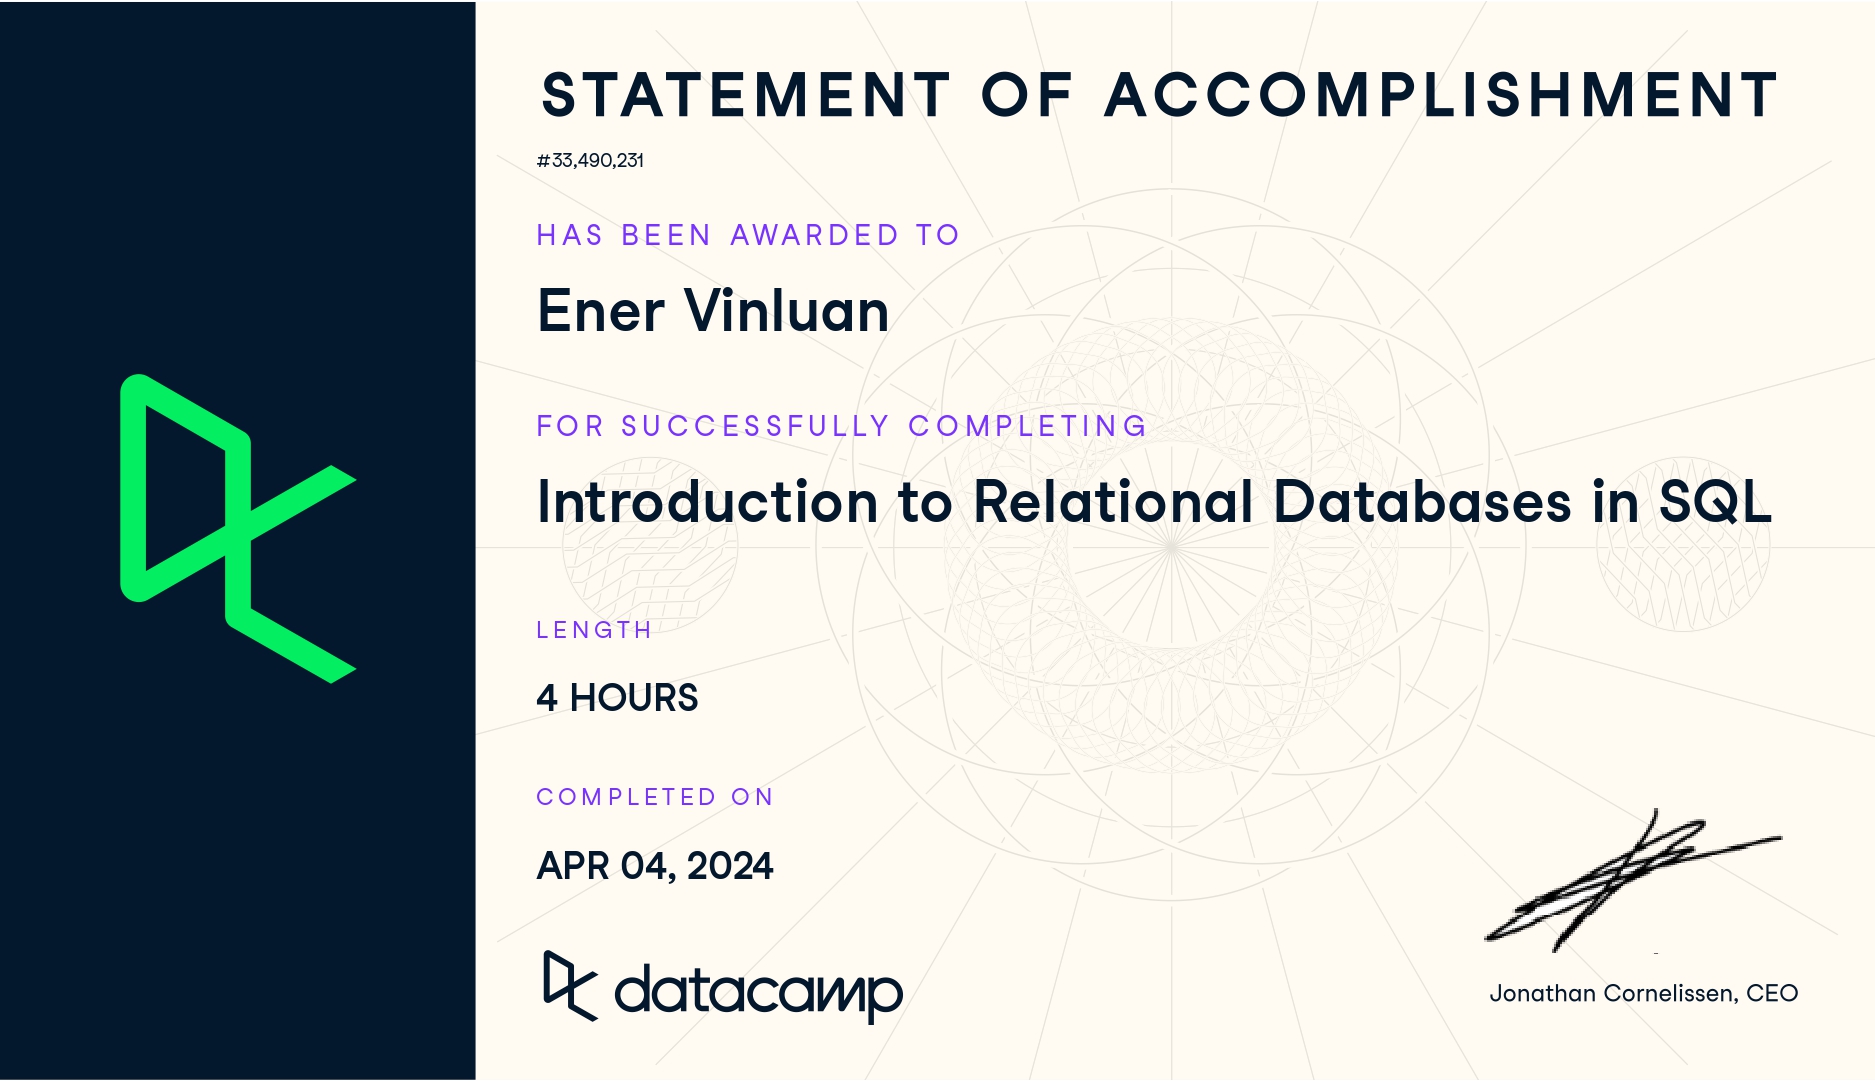 STATEMENT OF ACCOMPLISHMENT
#33,490,231
HAS BEEN AWARDED TO
Ener Vinluan
FOR SUCCESSFULLY COMPLETING
Introduction to Relational Databases in SQL
LENGTH
4 HOURS
COMPLETED ON
APR 04, 2024
datacamp
Jonathan Cornelissen, CEO